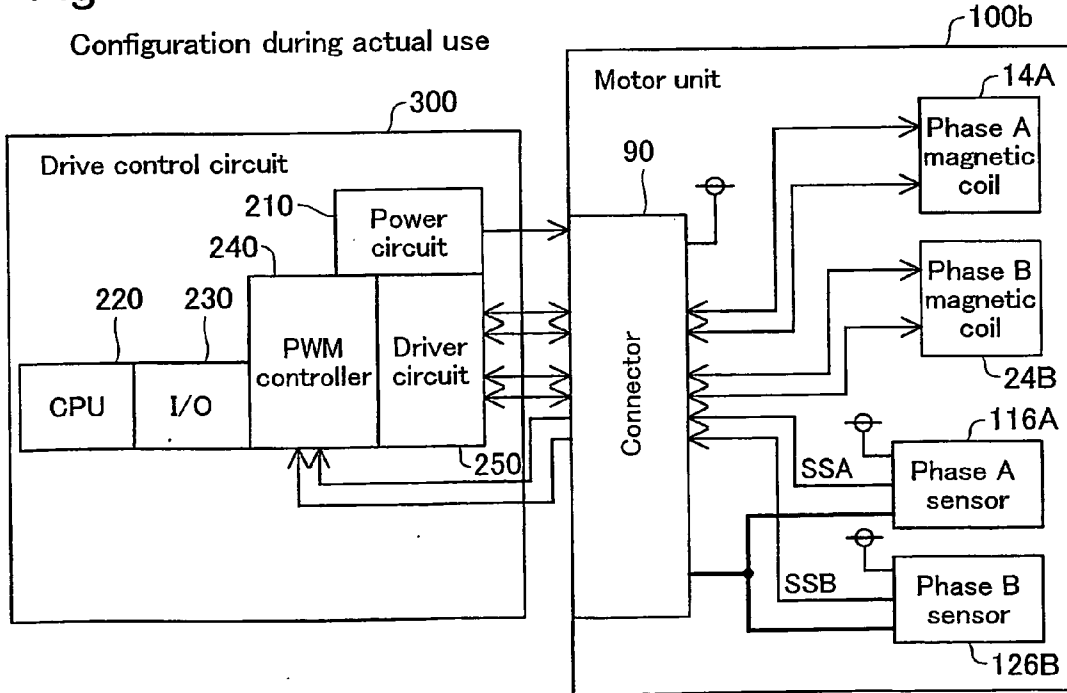 Configuration during actual use
100b
Motor unit
14A
Phase A
magnetic
coil
300
Drive control circuit
90
210
Power
circuit
240
Phase B
magnetic
coil
24B
220
230
PWM
controller
Driver
circuit
CPU
I/O
Connector
250
116A
SSA
Phase A
sensor
SSB
Phase B
sensor
126B